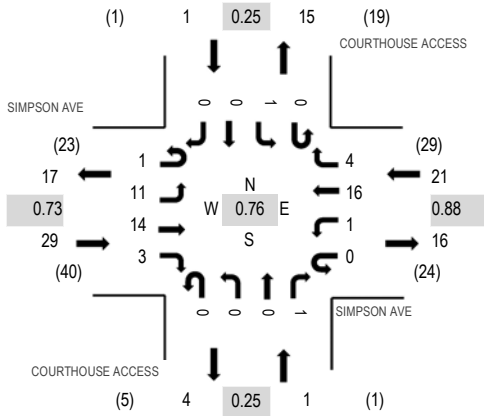 (1) 1 0.25 15 (19)
COURTHOUSE ACCESS
SIMPSON AVE
0 0 1 0
(23) (29)
17 1 4 21
11 N 16
0.73 W 0.76 E 0.88
14 S 1
29 3 0 16
(40) (24)
0 0 0 1
SIMPSON AVE
COURTHOUSE ACCESS
(5) 4 0.25 1 (1)